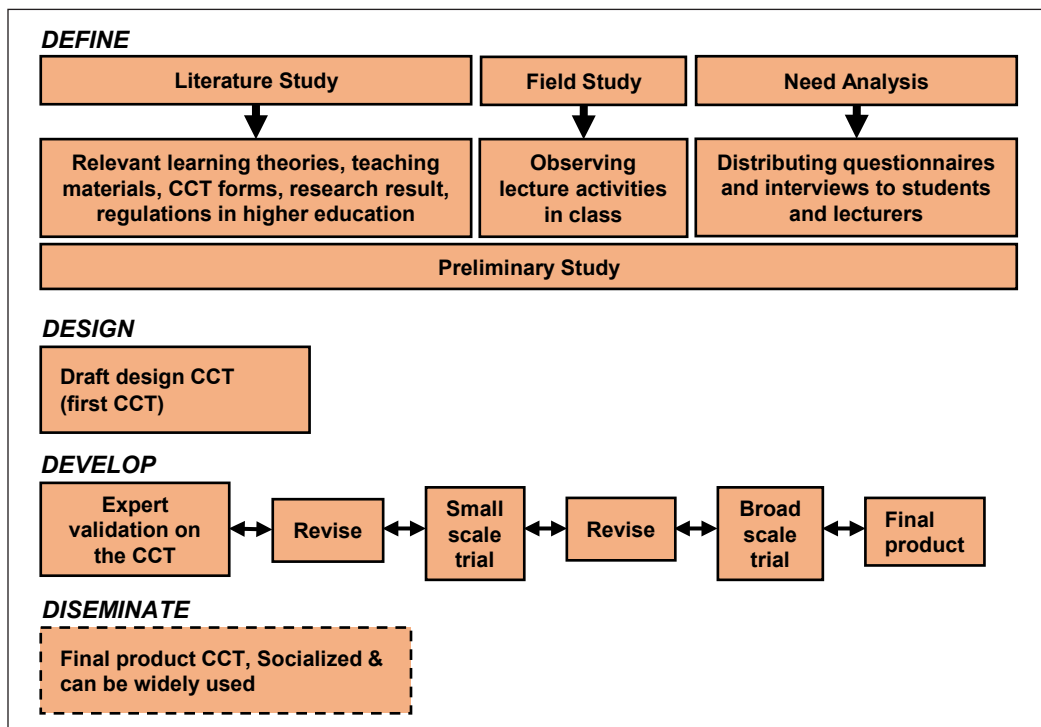 DEFINE
Literature Study
Field Study
Need Analysis
Relevant learning theories, teaching
materials, CCT forms, research result,
regulations in higher education
Observing
lecture activities
in class
Distributing questionnaires
and interviews to students
and lecturers
Preliminary Study
DESIGN
Draft design CCT
(first CCT)
DEVELOP
Expert
validation on
the CCT
Revise
Small
scale
trial
Revise
Broad
scale
trial
Final
product
DISEMINATE
Final product CCT, Socialized &
can be widely used